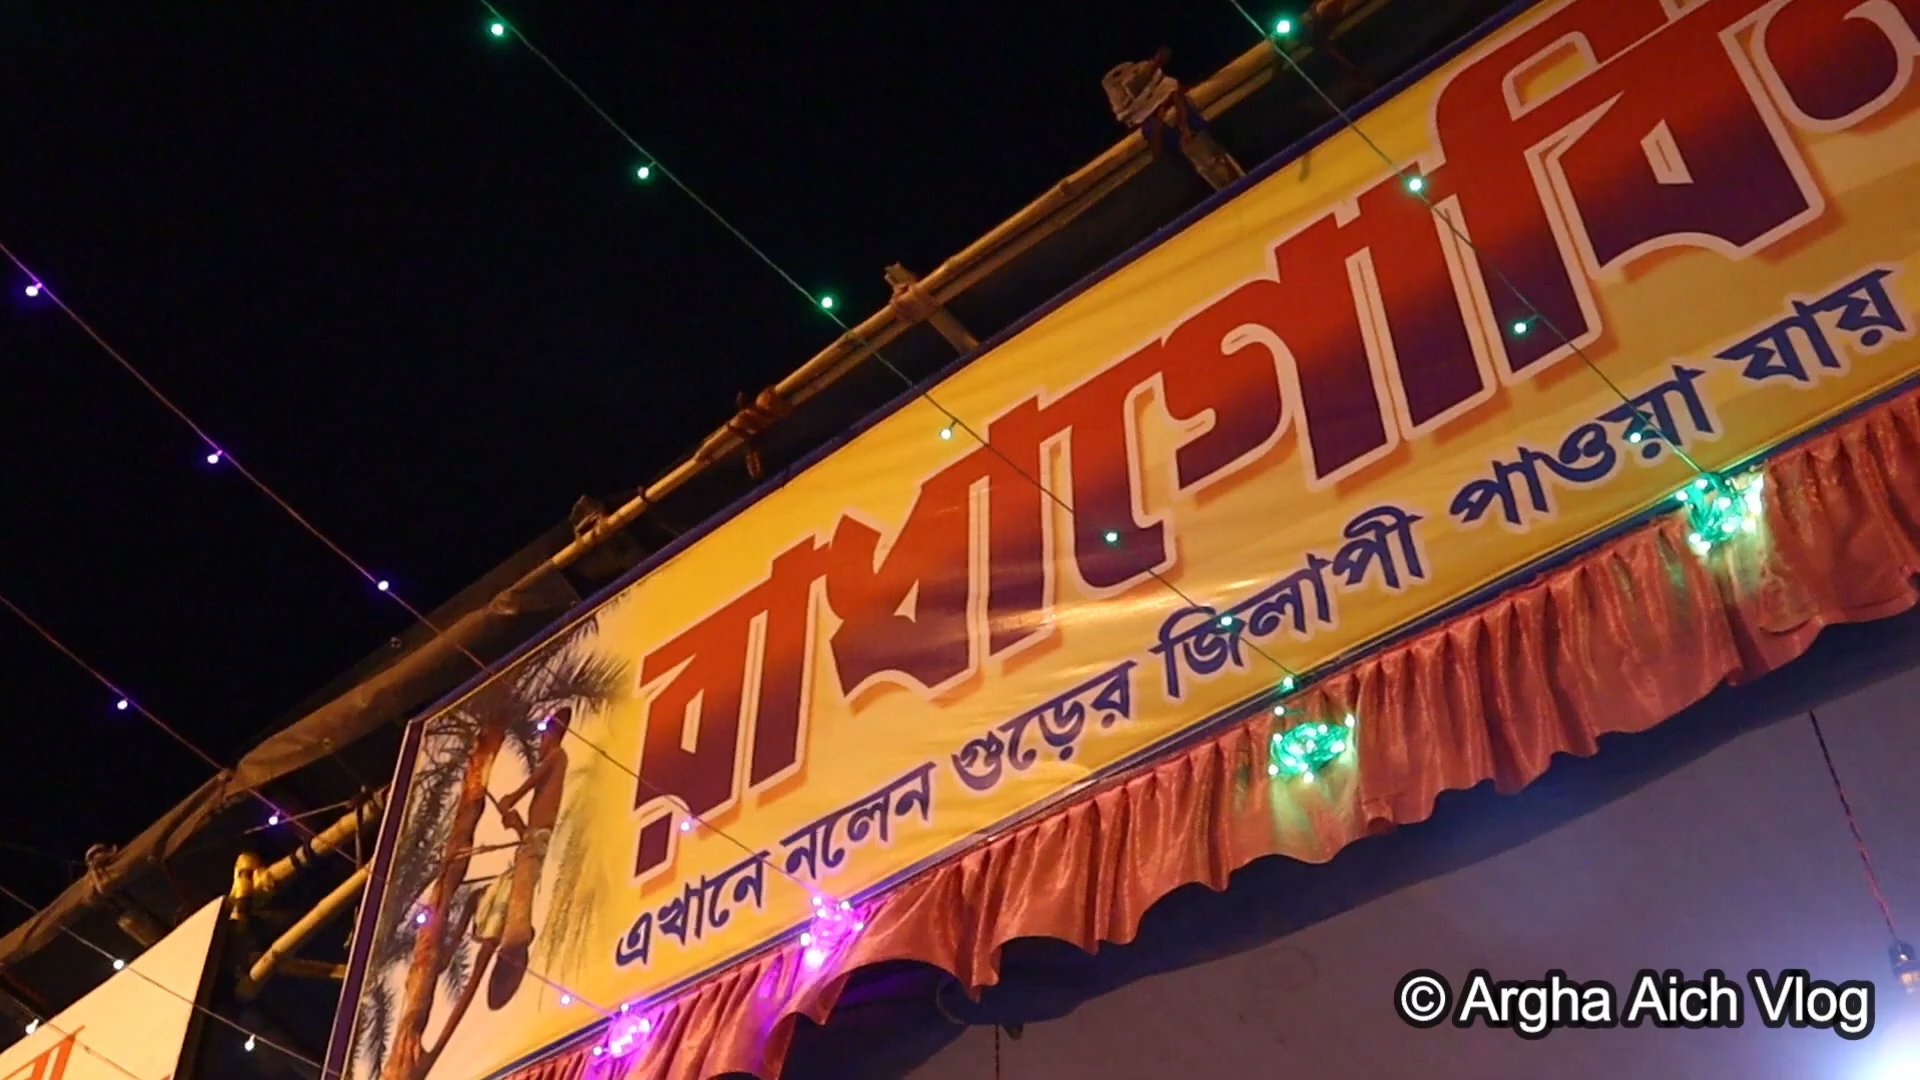 রাধাগোবি
এখানে নলেন গুড়ের জিলাপী পাওয়া যায়
© Argha Aich Vlog